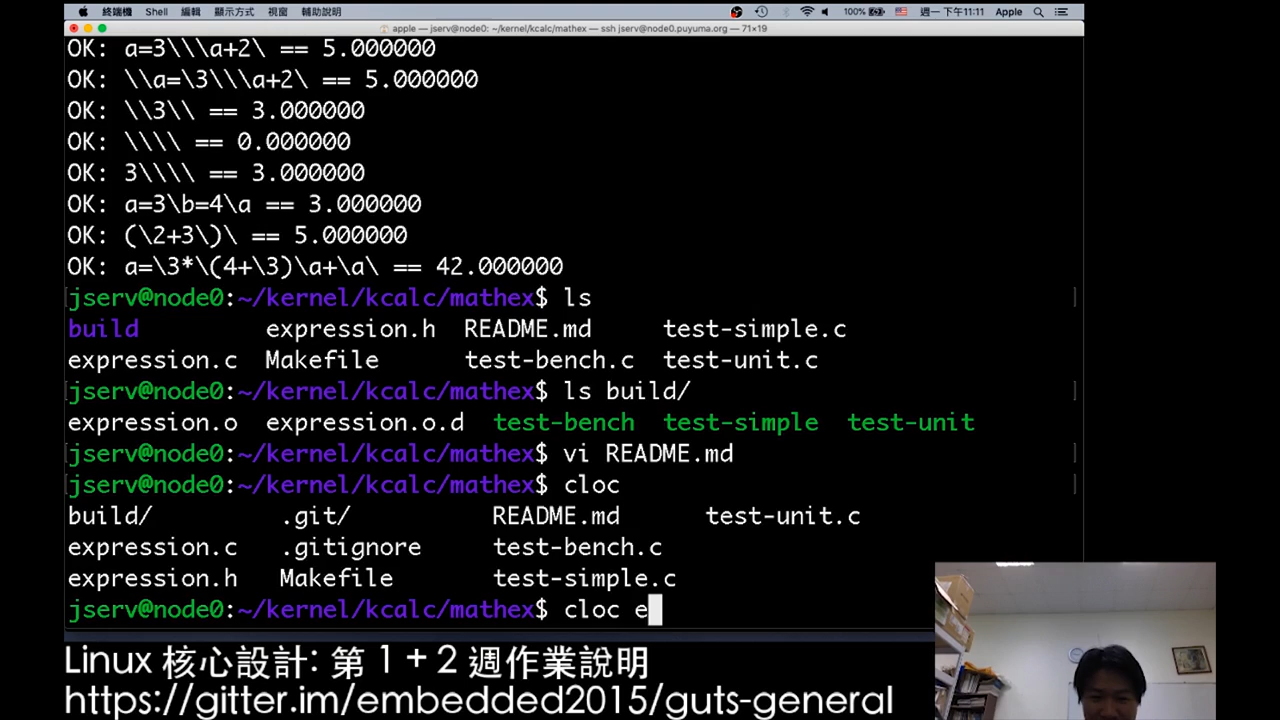 終端機 Shell 編輯 顯示方式 視窗 輔助說明 100% 週一 下午11:11 Apple
apple — jserv@node0: ~/kernel/kcalc/mathex — ssh jserv@node0.puyuma.org — 71×19
OK: a=3\\\a+2\ == 5.000000
OK: \\a=\3\\\a+2\ == 5.000000
OK: \\3\\ == 3.000000
OK: \\\\ == 0.000000
OK: 3\\\\ == 3.000000
OK: a=3\b=4\a == 3.000000
OK: (\2+3\)\ == 5.000000
OK: a=\3*\(4+\3)\a+\a\ == 42.000000
jserv@node0:~/kernel/kcalc/mathex$ ls
build expression.h README.md test-simple.c
expression.c Makefile test-bench.c test-unit.c
jserv@node0:~/kernel/kcalc/mathex$ ls build/
expression.o expression.o.d test-bench test-simple test-unit
jserv@node0:~/kernel/kcalc/mathex$ vi README.md
jserv@node0:~/kernel/kcalc/mathex$ cloc
build/ .git/ README.md test-unit.c
expression.c .gitignore test-bench.c
expression.h Makefile test-simple.c
jserv@node0:~/kernel/kcalc/mathex$ cloc e
Linux 核心設計: 第 1 + 2 週作業說明
https://gitter.im/embedded2015/guts-general